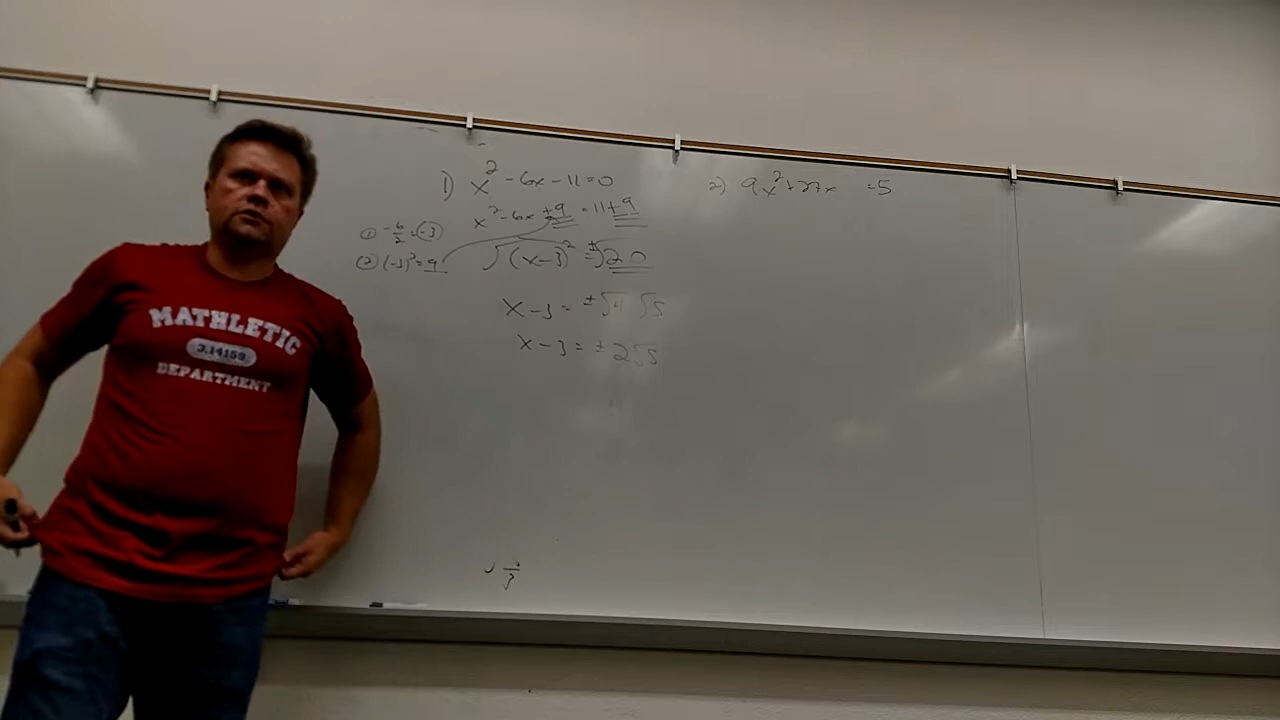 MATHLETIC
3.14159
DEPARTMENT
1) x² - 6x - 11 = 0
x² - 6x + 9 = 11 + 9
① -6/2 = (-3)
② (-3)² = 9
√(x-3)² = ±√20
x - 3 = ±√4 √5
x - 3 = ± 2√5
2) 9x² + 27x = 5